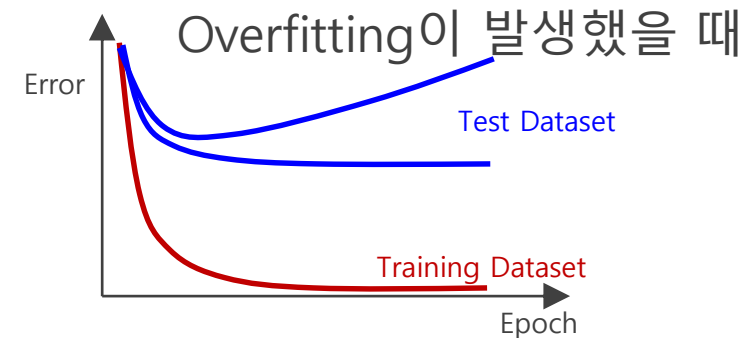 Overfitting이 발생했을 때
Error
Test Dataset
Training Dataset
Epoch